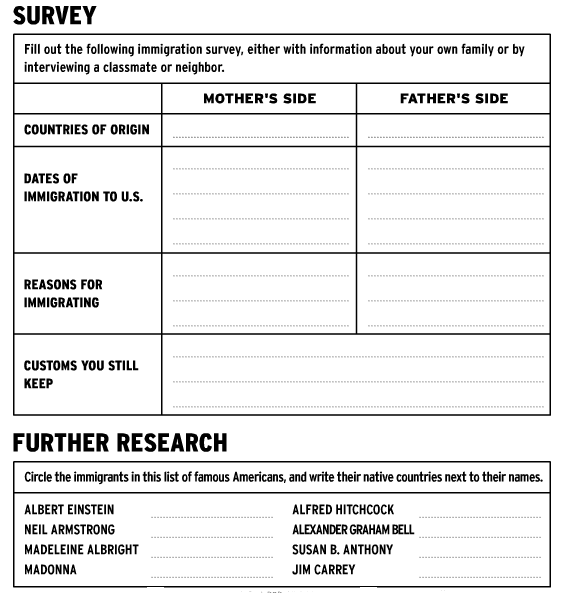 SURVEY
Fill out the following immigration survey, either with information about your own family or by
interviewing a classmate or neighbor.
MOTHER'S SIDE FATHER'S SIDE
COUNTRIES OF ORIGIN
DATES OF
IMMIGRATION TO U.S.
REASONS FOR
IMMIGRATING
CUSTOMS YOU STILL
KEEP
FURTHER RESEARCH
Circle the immigrants in this list of famous Americans, and write their native countries next to their names.
ALBERT EINSTEIN ALFRED HITCHCOCK
NEIL ARMSTRONG ALEXANDER GRAHAM BELL
MADELEINE ALBRIGHT SUSAN B. ANTHONY
MADONNA JIM CARREY